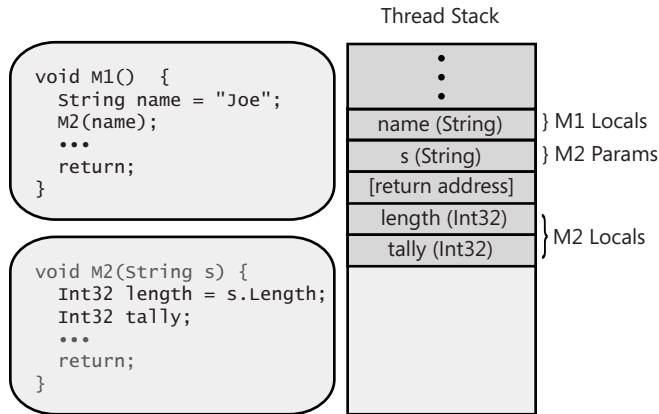 Thread Stack
void M1()  {
String name = "Joe";
M2(name);
•••
return;
}
•
•
•
name (String)
} M1 Locals
s (String)
} M2 Params
[return address]
length (Int32)
tally (Int32)
} M2 Locals
void M2(String s) {
Int32 length = s.Length;
Int32 tally;
•••
return;
}